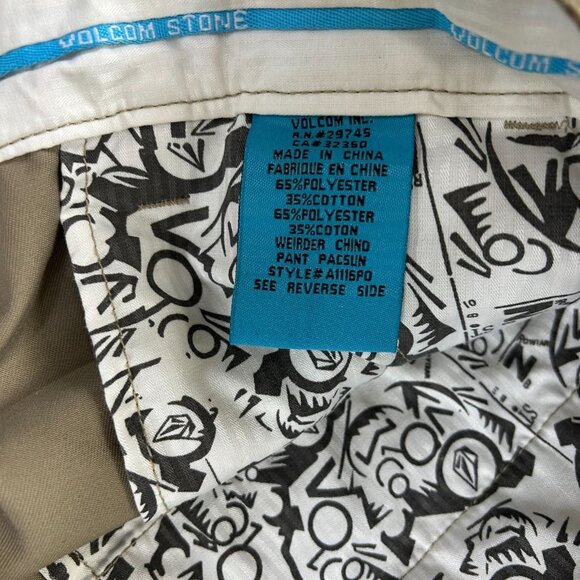 VOLCOM STONE
VOLCOM S
VOLCOM INC.
R.N.#29745
CA#32350
MADE IN CHINA
FABRIQUE EN CHINE
65%POLYESTER
35%COTTON
65%POLYESTER
35%COTON
WEIRDER CHINO
PANT PACSUN
STYLE#A1116PO
SEE REVERSE SIDE